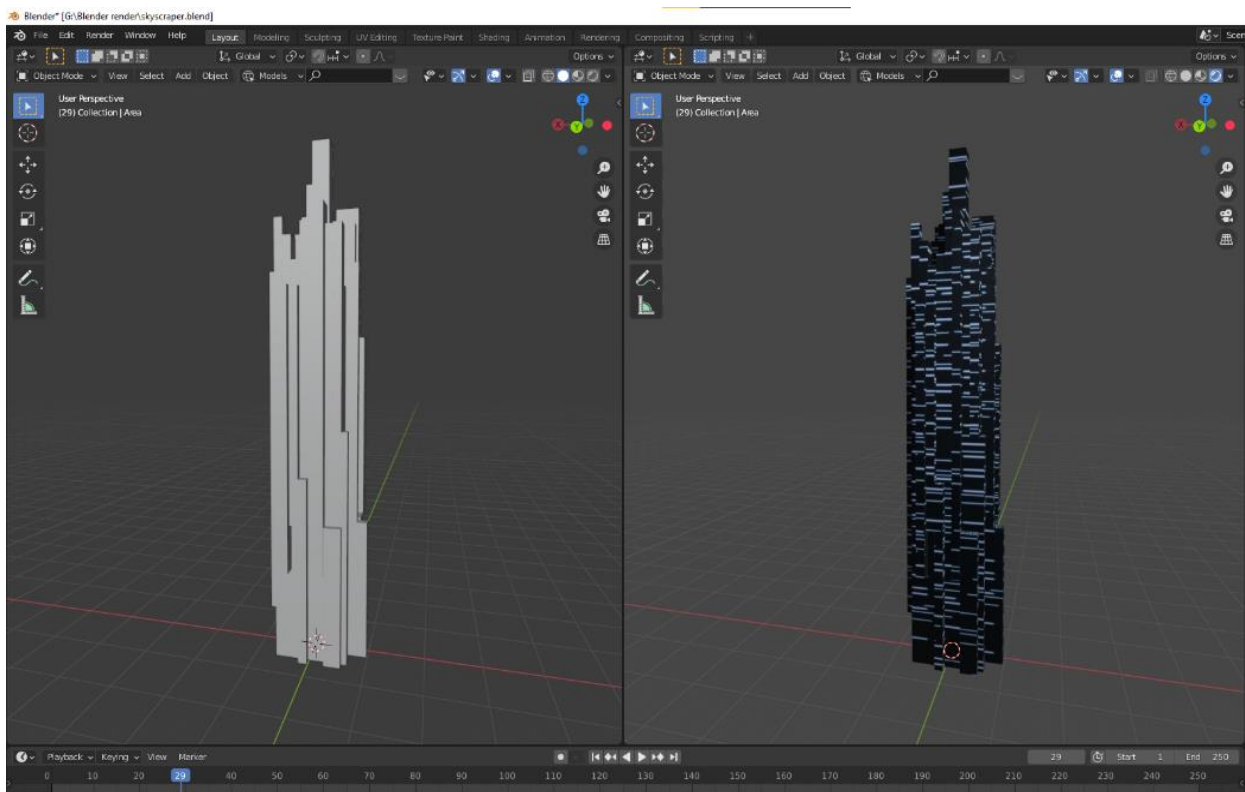 Blender* [G:\Blender render\skyscraper.blend]
File Edit Render Window Help Layout Modeling Sculpting UV Editing Texture Paint Shading Animation Rendering Compositing Scripting + Scen
Global Options
Object Mode View Select Add Object Models
User Perspective
(29) Collection | Area
Z
X
Y
Global Options
Object Mode View Select Add Object Models
User Perspective
(29) Collection | Area
Z
X
Y
Playback Keying View Marker 29 Start 1 End 250
0 10 20 29 40 50 60 70 80 90 100 110 120 130 140 150 160 170 180 190 200 210 220 230 240 250